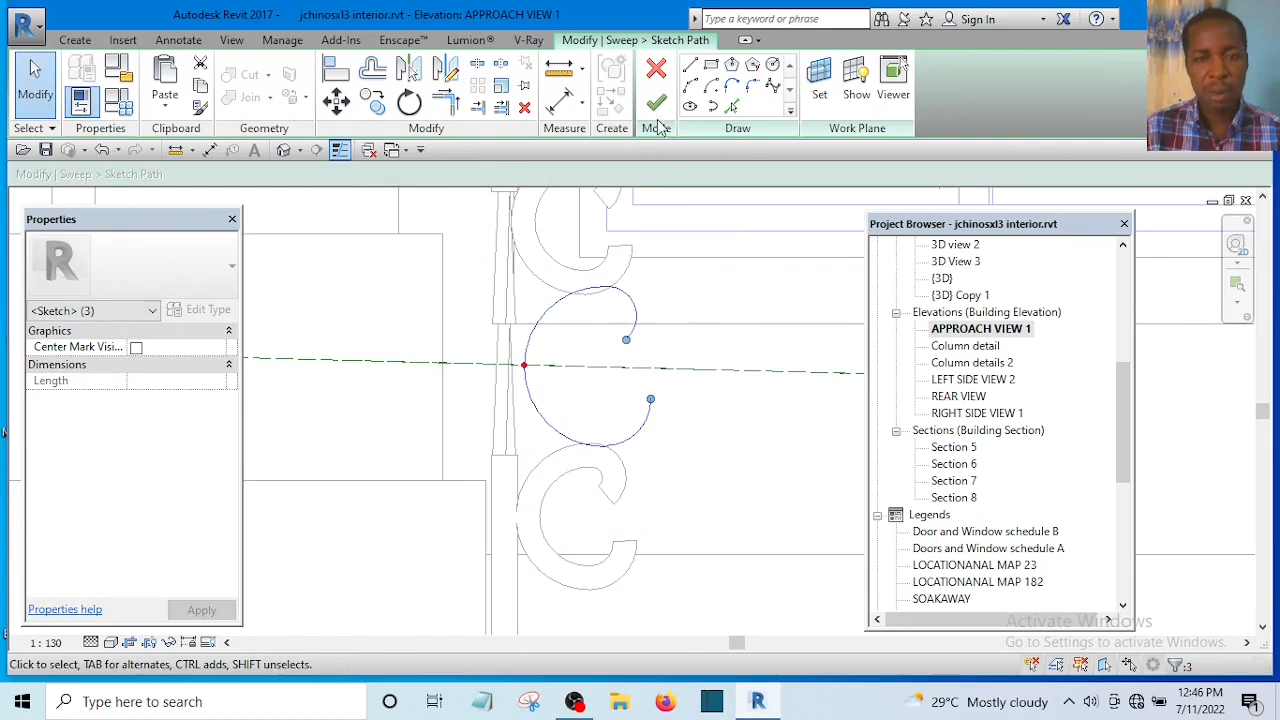 Autodesk Revit 2017 - jchinosxl3 interior.rvt - Elevation: APPROACH VIEW 1
Type a keyword or phrase
Sign In
Create Insert Annotate View Manage Add-Ins Enscape™ Lumion® V-Ray Modify | Sweep > Sketch Path
Modify
Paste
Cut
Join
Set Show Viewer
Select Properties Clipboard Geometry Modify Measure Create Draw Work Plane
Modify | Sweep > Sketch Path
Properties
R
<Sketch> (3)
Edit Type
Graphics
Center Mark Visi...
Dimensions
Length
Properties help
Apply
Project Browser - jchinosxl3 interior.rvt
3D view 2
3D View 3
{3D}
{3D} Copy 1
Elevations (Building Elevation)
APPROACH VIEW 1
Column detail
Column details 2
LEFT SIDE VIEW 2
REAR VIEW
RIGHT SIDE VIEW 1
Sections (Building Section)
Section 5
Section 6
Section 7
Section 8
Legends
Door and Window schedule B
Doors and Window schedule A
LOCATIONANAL MAP 23
LOCATIONANAL MAP 182
SOAKAWAY
2D
Activate Windows
Go to Settings to activate Windows.
1 : 130
Click to select, TAB for alternates, CTRL adds, SHIFT unselects.
:3
Type here to search
29°C Mostly cloudy
12:46 PM
7/11/2022
1